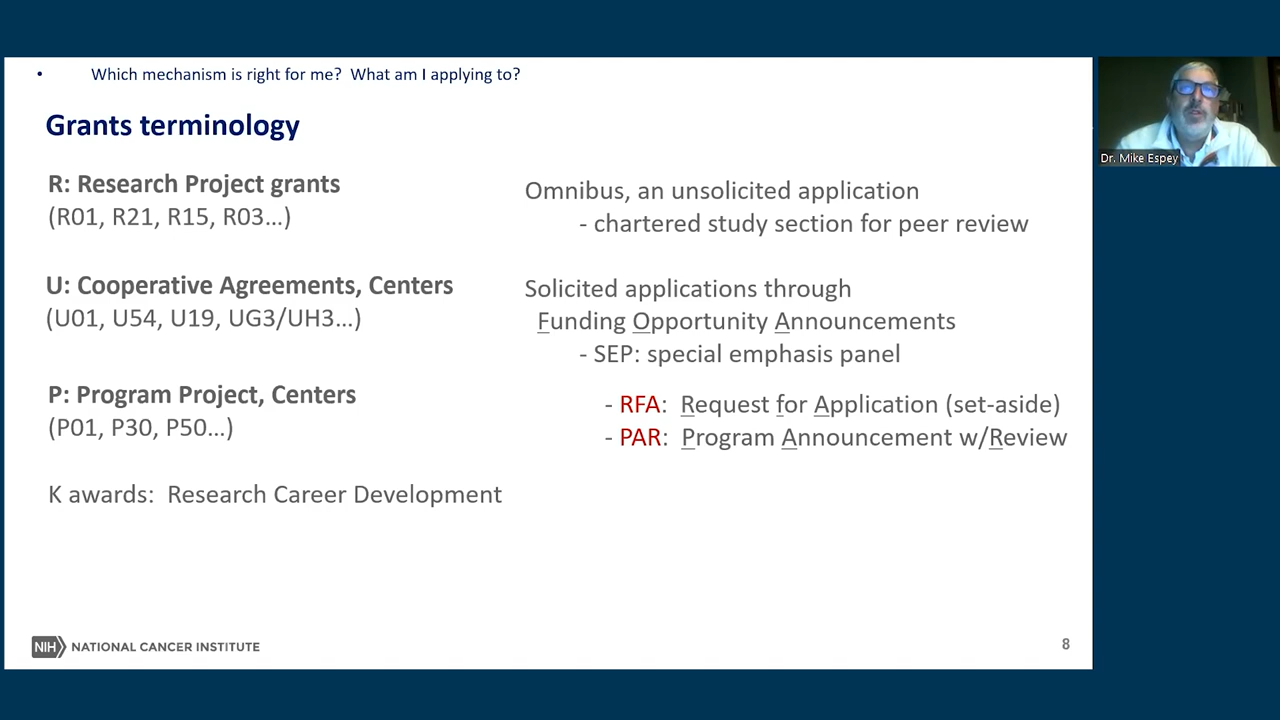 • Which mechanism is right for me? What am I applying to?
Grants terminology
R: Research Project grants
(R01, R21, R15, R03...)
U: Cooperative Agreements, Centers
(U01, U54, U19, UG3/UH3...)
P: Program Project, Centers
(P01, P30, P50...)
K awards: Research Career Development
Omnibus, an unsolicited application
- chartered study section for peer review
Solicited applications through
Funding Opportunity Announcements
- SEP: special emphasis panel
- RFA: Request for Application (set-aside)
- PAR: Program Announcement w/Review
NIH NATIONAL CANCER INSTITUTE
8
Dr. Mike Espey